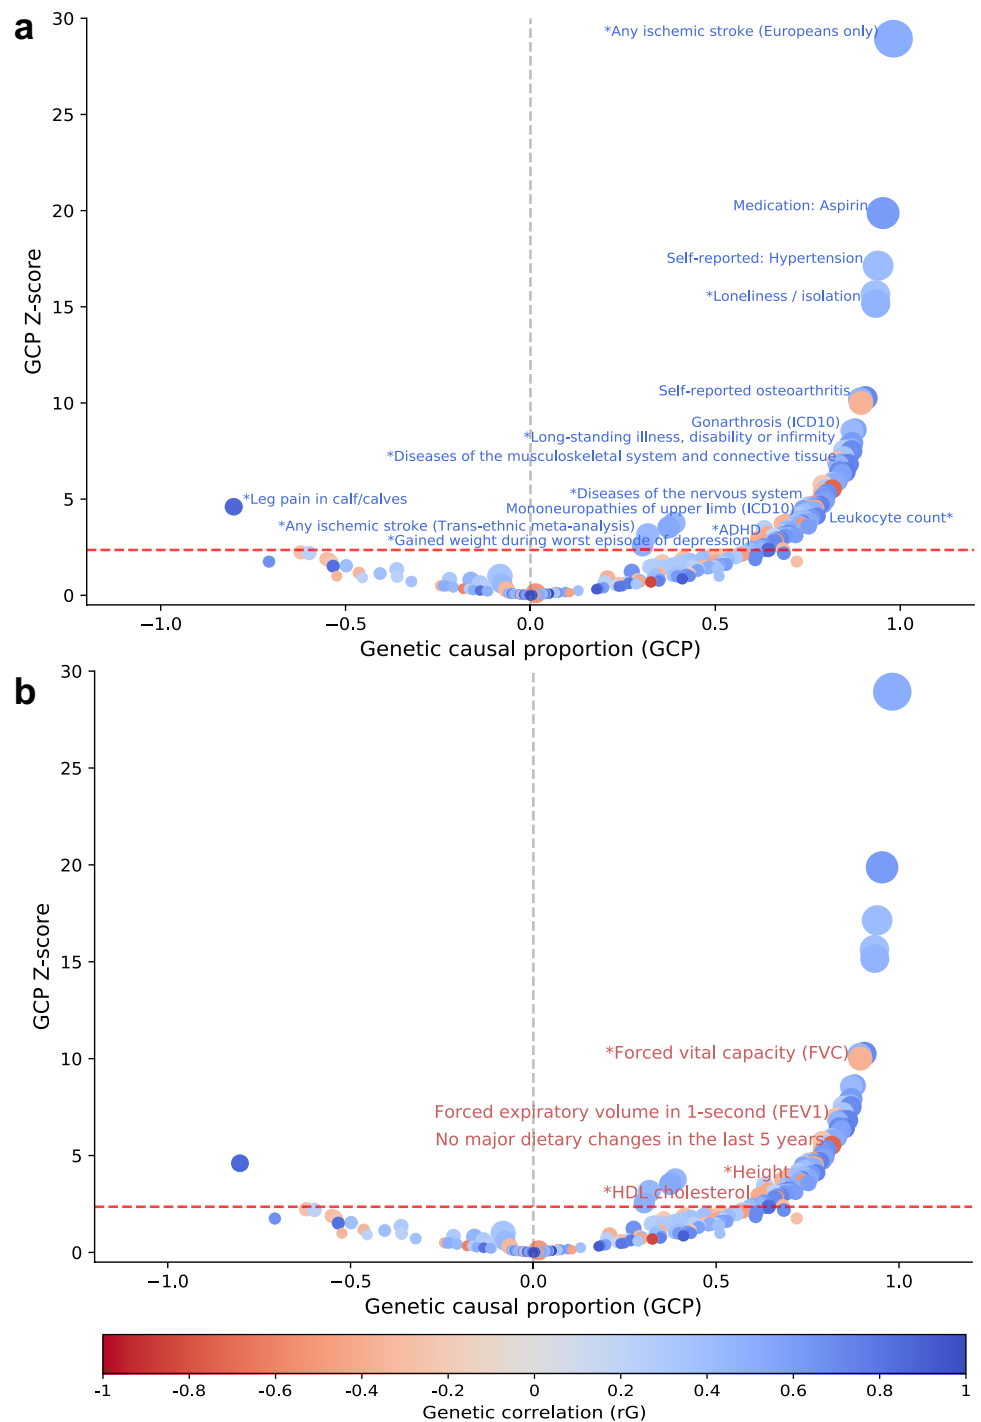 a
*Any ischemic stroke (Europeans only)
Medication: Aspirin
Self-reported: Hypertension
*Loneliness / isolation
Self-reported osteoarthritis
Gonarthrosis (ICD10)
*Long-standing illness, disability or infirmity
*Diseases of the musculoskeletal system and connective tissue
*Leg pain in calf/calves
*Diseases of the nervous system
Mononeuropathies of upper limb (ICD10)
Leukocyte count*
*Any ischemic stroke (Trans-ethnic meta-analysis)
*ADHD
*Gained weight during worst episode of depression
30
25
20
15
10
5
0
GCP Z-score
−1.0 −0.5 0.0 0.5 1.0
Genetic causal proportion (GCP)
b
*Forced vital capacity (FVC)
Forced expiratory volume in 1-second (FEV1)
No major dietary changes in the last 5 years
*Height
*HDL cholesterol
30
25
20
15
10
5
0
GCP Z-score
−1.0 −0.5 0.0 0.5 1.0
Genetic causal proportion (GCP)
-1 -0.8 -0.6 -0.4 -0.2 0 0.2 0.4 0.6 0.8 1
Genetic correlation (rG)